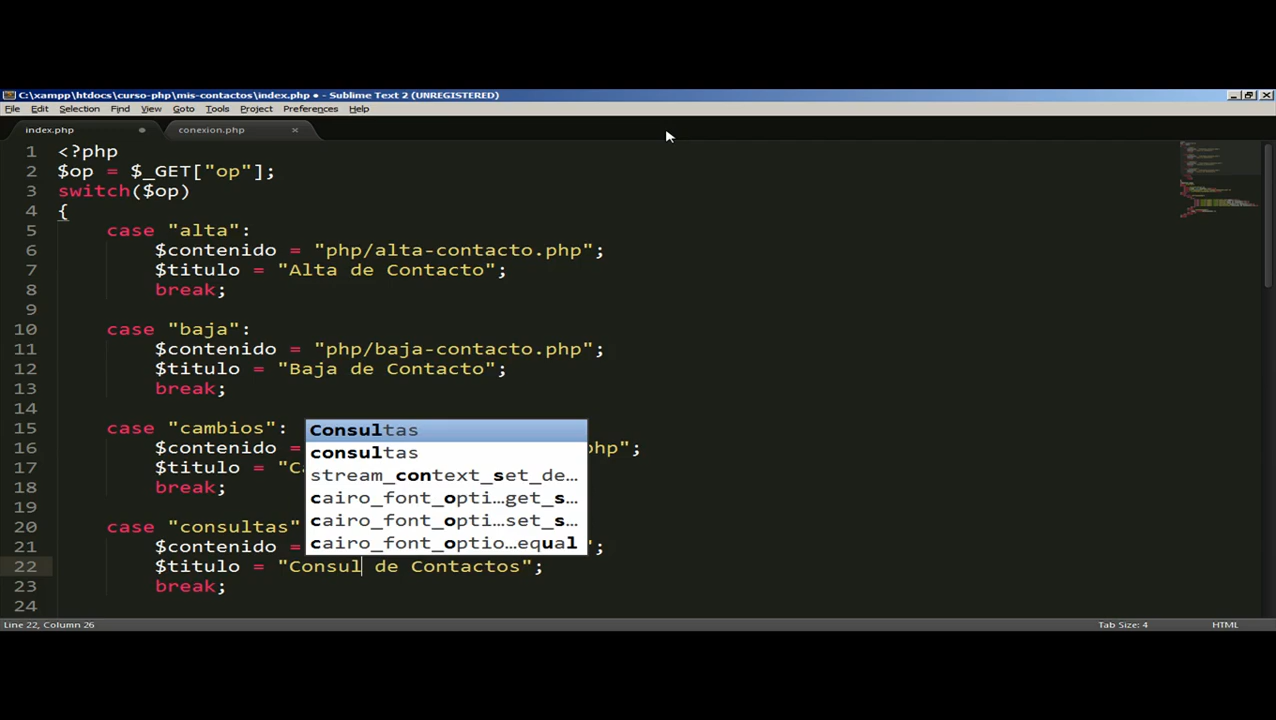 C:\xampp\htdocs\curso-php\mis-contactos\index.php • - Sublime Text 2 (UNREGISTERED)
File Edit Selection Find View Goto Tools Project Preferences Help
index.php conexion.php
1 <?php
2 $op = $_GET["op"];
3 switch($op)
4 {
5 case "alta":
6 $contenido = "php/alta-contacto.php";
7 $titulo = "Alta de Contacto";
8 break;
9
10 case "baja":
11 $contenido = "php/baja-contacto.php";
12 $titulo = "Baja de Contacto";
13 break;
14
15 case "cambios":
16 $contenido = hp";
17 $titulo = "C
18 break;
19
20 case "consultas"
21 $contenido = ";
22 $titulo = "Consul de Contactos";
23 break;
24
Consultas
consultas
stream_context_set_de...
cairo_font_opti...get_s...
cairo_font_opti...set_s...
cairo_font_optio...equal
Line 22, Column 26 Tab Size: 4 HTML